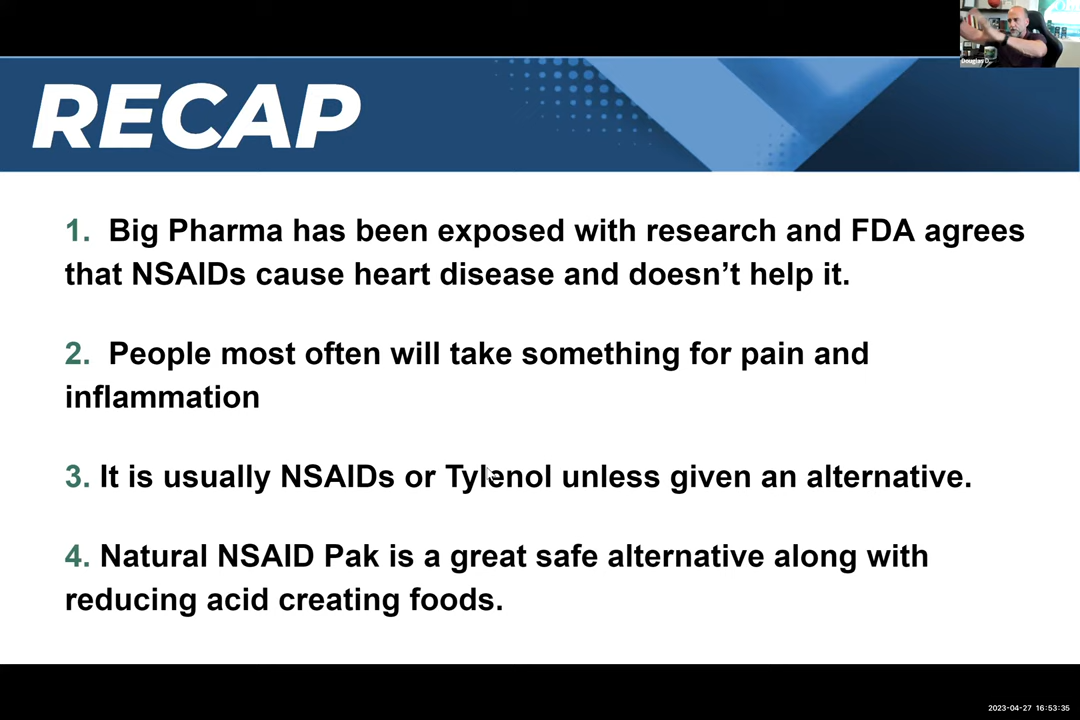 Douglas D.
RECAP
1. Big Pharma has been exposed with research and FDA agrees
that NSAIDs cause heart disease and doesn’t help it.
2. People most often will take something for pain and
inflammation
3. It is usually NSAIDs or Tylenol unless given an alternative.
4. Natural NSAID Pak is a great safe alternative along with
reducing acid creating foods.
2023-04-27 16:53:35